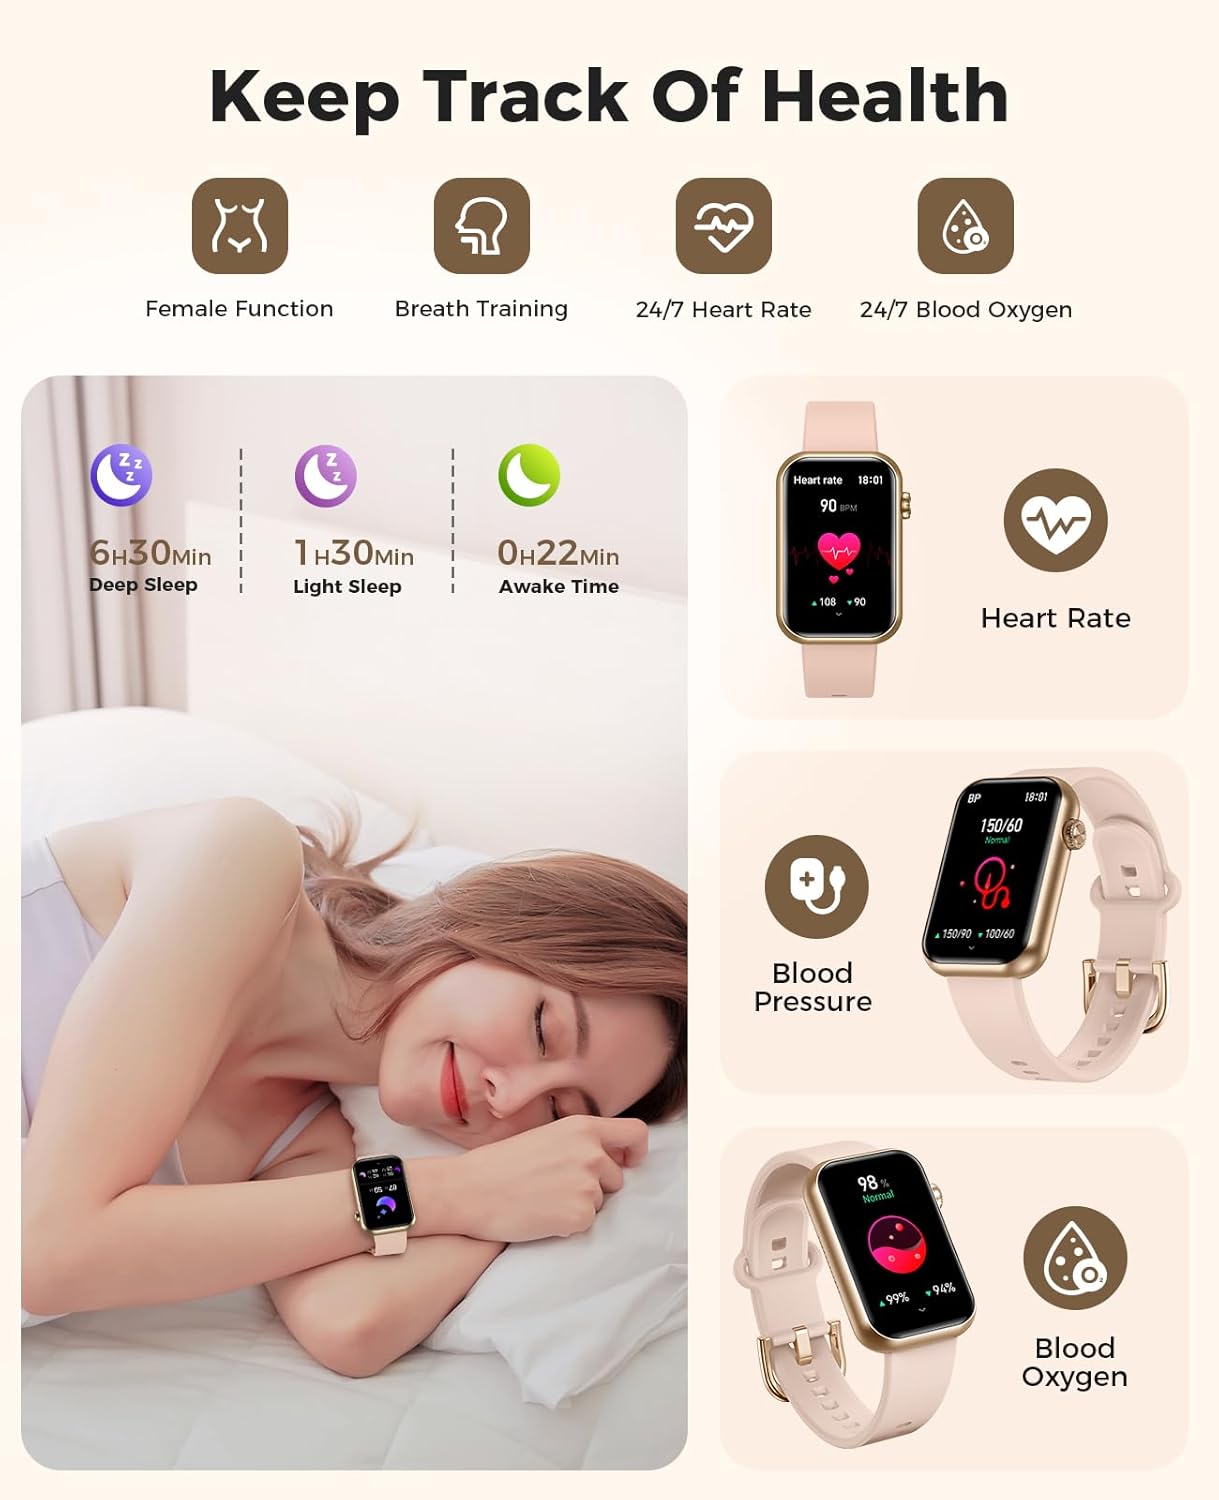 Keep Track Of Health
Female Function
Breath Training
24/7 Heart Rate
24/7 Blood Oxygen
z z z
z z
6H30Min
1H30Min
0H22Min
Deep Sleep
Light Sleep
Awake Time
Heart rate 18:01
90 BPM
108 90
Heart Rate
BP 18:01
150/60
Normal
150/90 100/60
Blood
Pressure
98 %
Normal
99% 94%
Blood
Oxygen